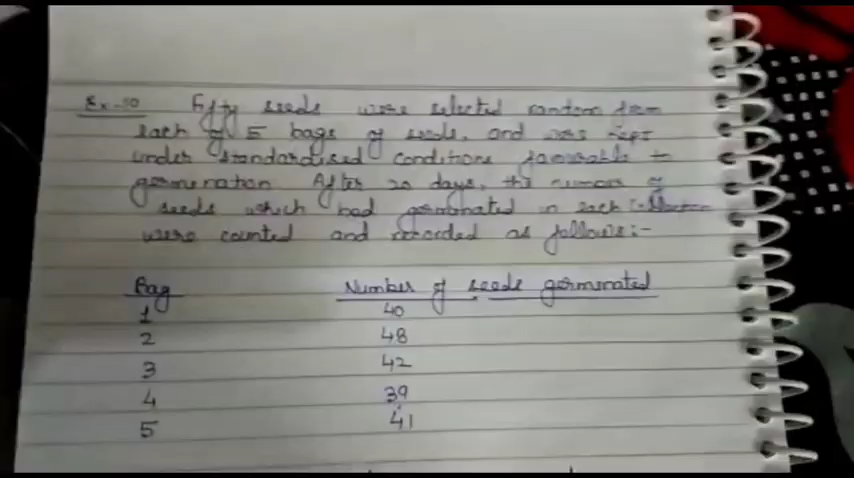 Ex-10 Fifty seeds were selected random from
each of 5 bags of seeds, and was kept
under standardised conditions favourable to
germination After 20 days, the number of
seeds which had germinated in each
were counted and recorded as follows:-
Bag Number of seeds germinated
1 40
2 48
3 42
4 39
5 41